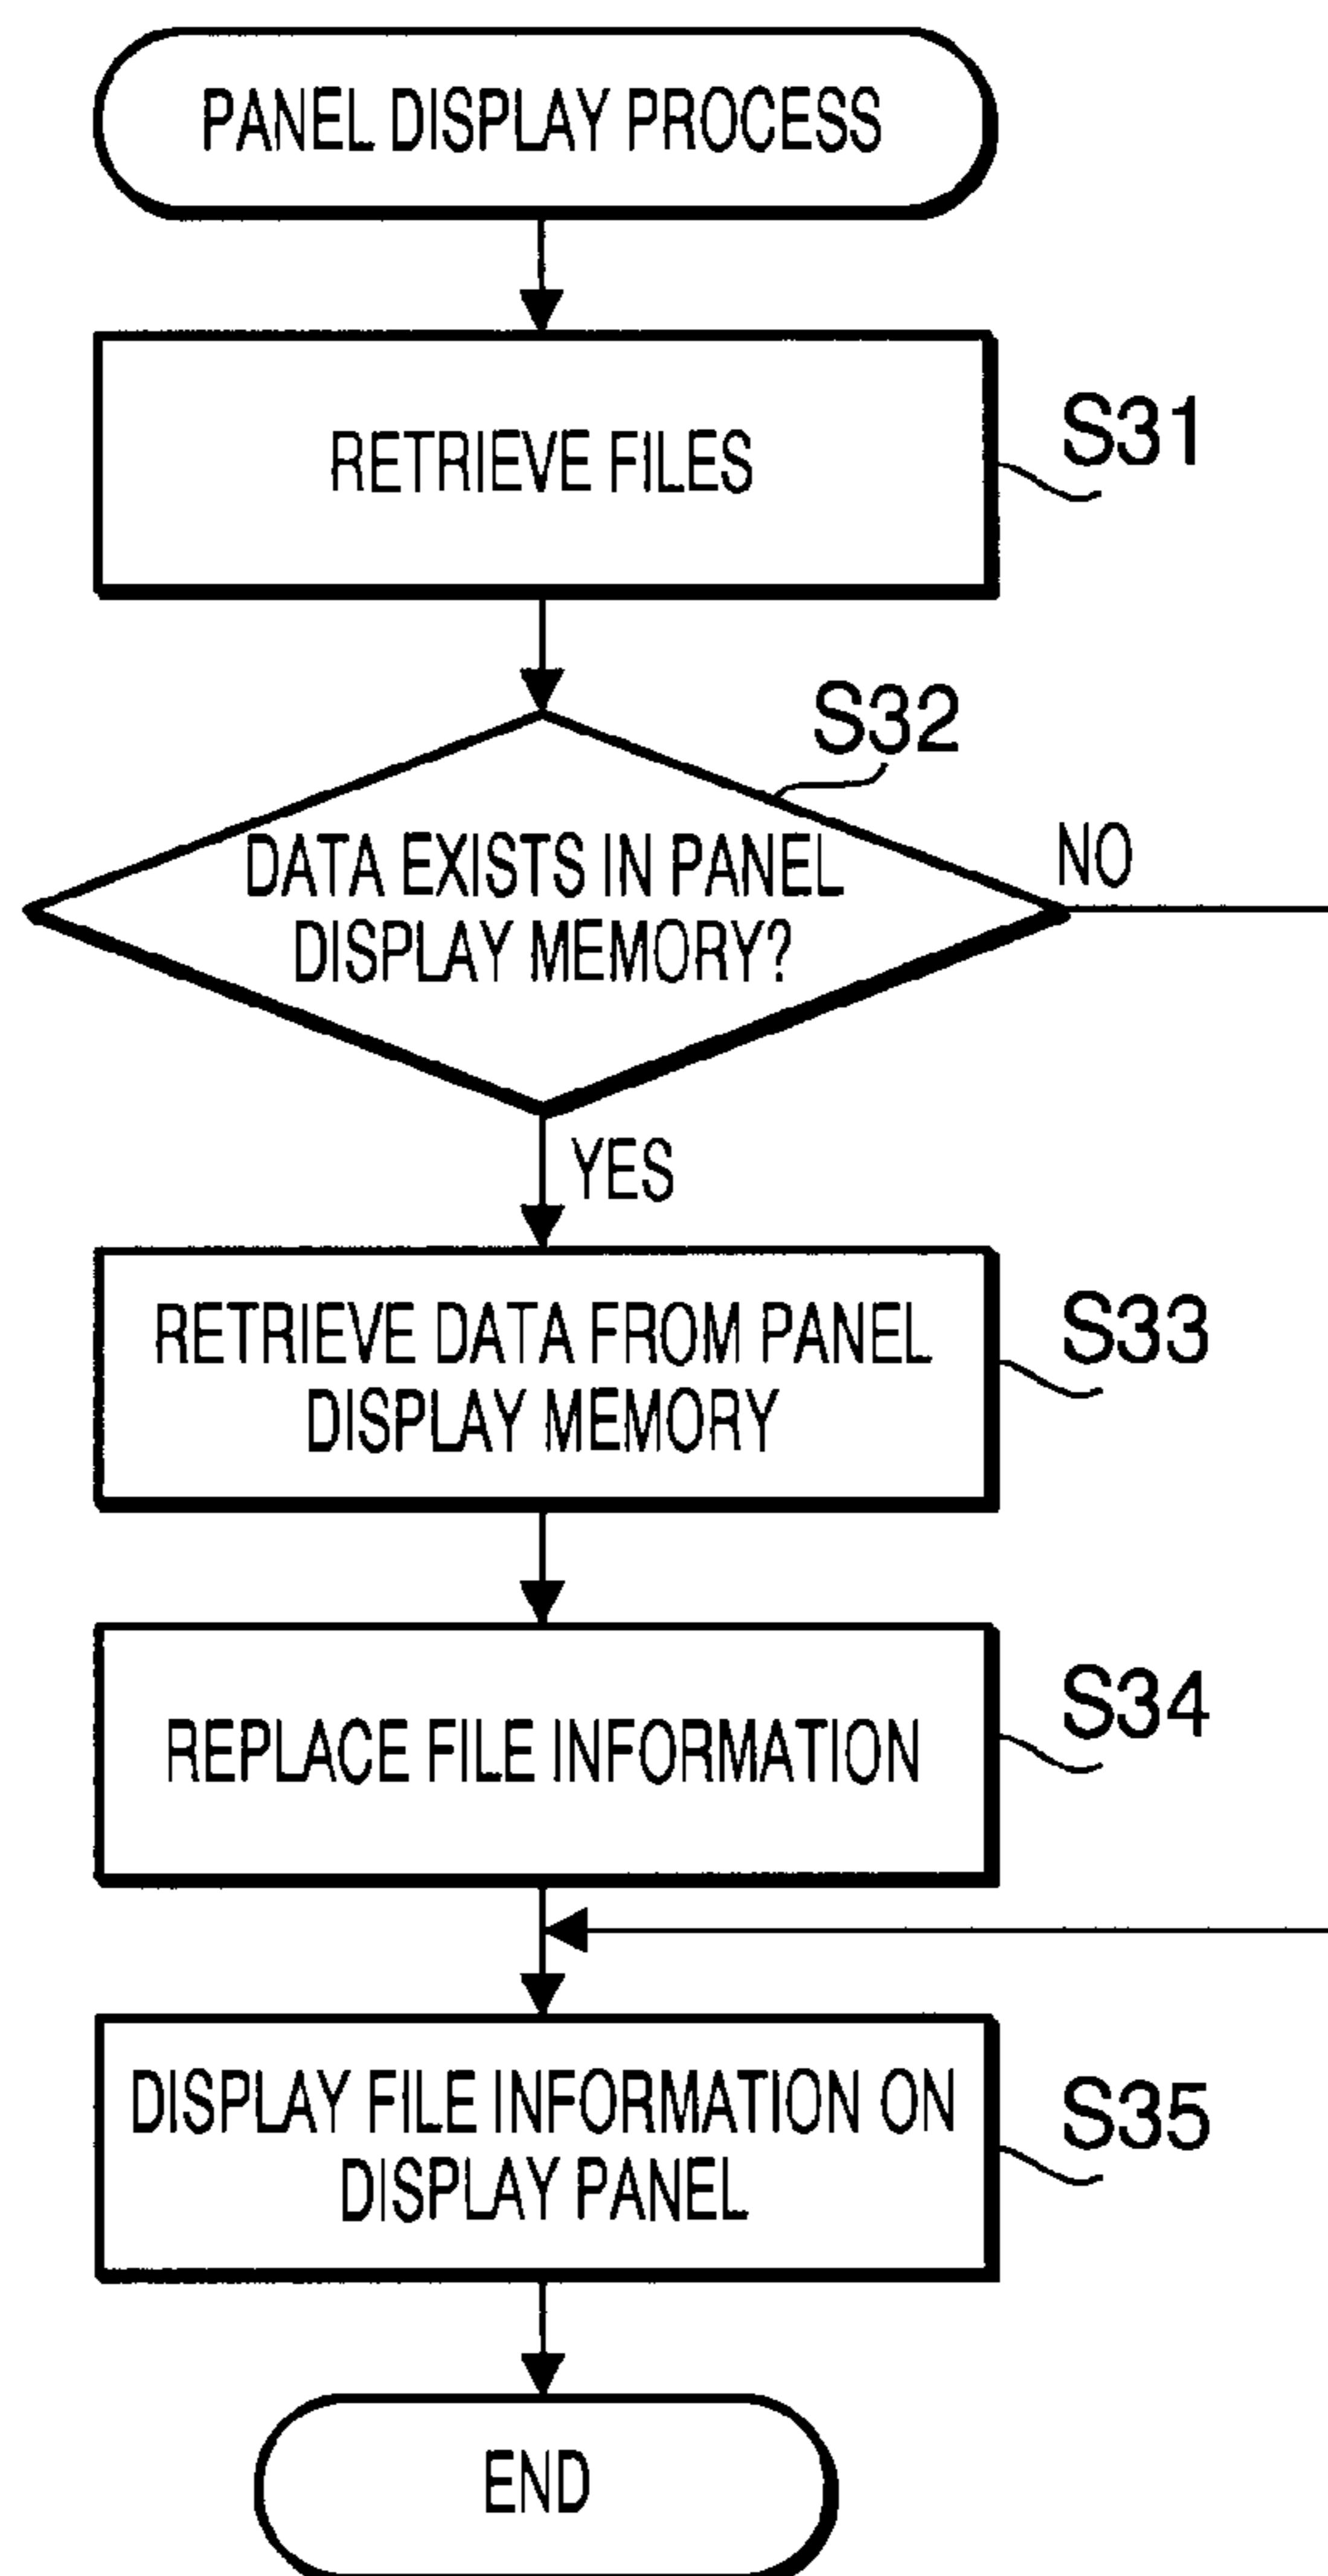 PANEL DISPLAY PROCESS
RETRIEVE FILES
S31
S32
DATA EXISTS IN PANEL
DISPLAY MEMORY?
NO
YES
RETRIEVE DATA FROM PANEL
DISPLAY MEMORY
S33
REPLACE FILE INFORMATION
S34
DISPLAY FILE INFORMATION ON
DISPLAY PANEL
S35
END